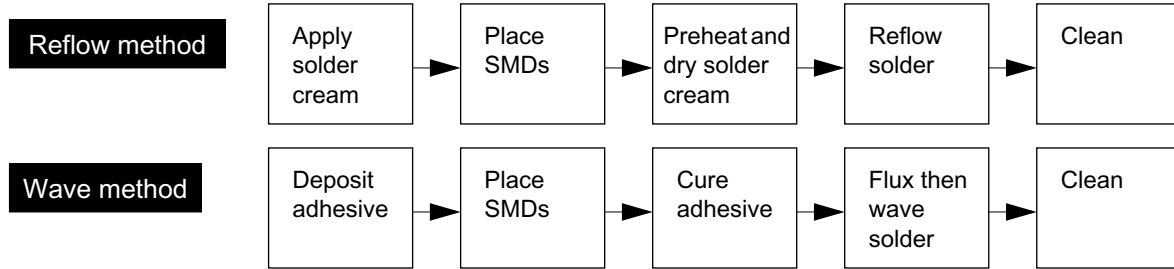 Reflow method
Apply
solder
cream
Place
SMDs
Preheat and
dry solder
cream
Reflow
solder
Clean
Wave method
Deposit
adhesive
Place
SMDs
Cure
adhesive
Flux then
wave
solder
Clean